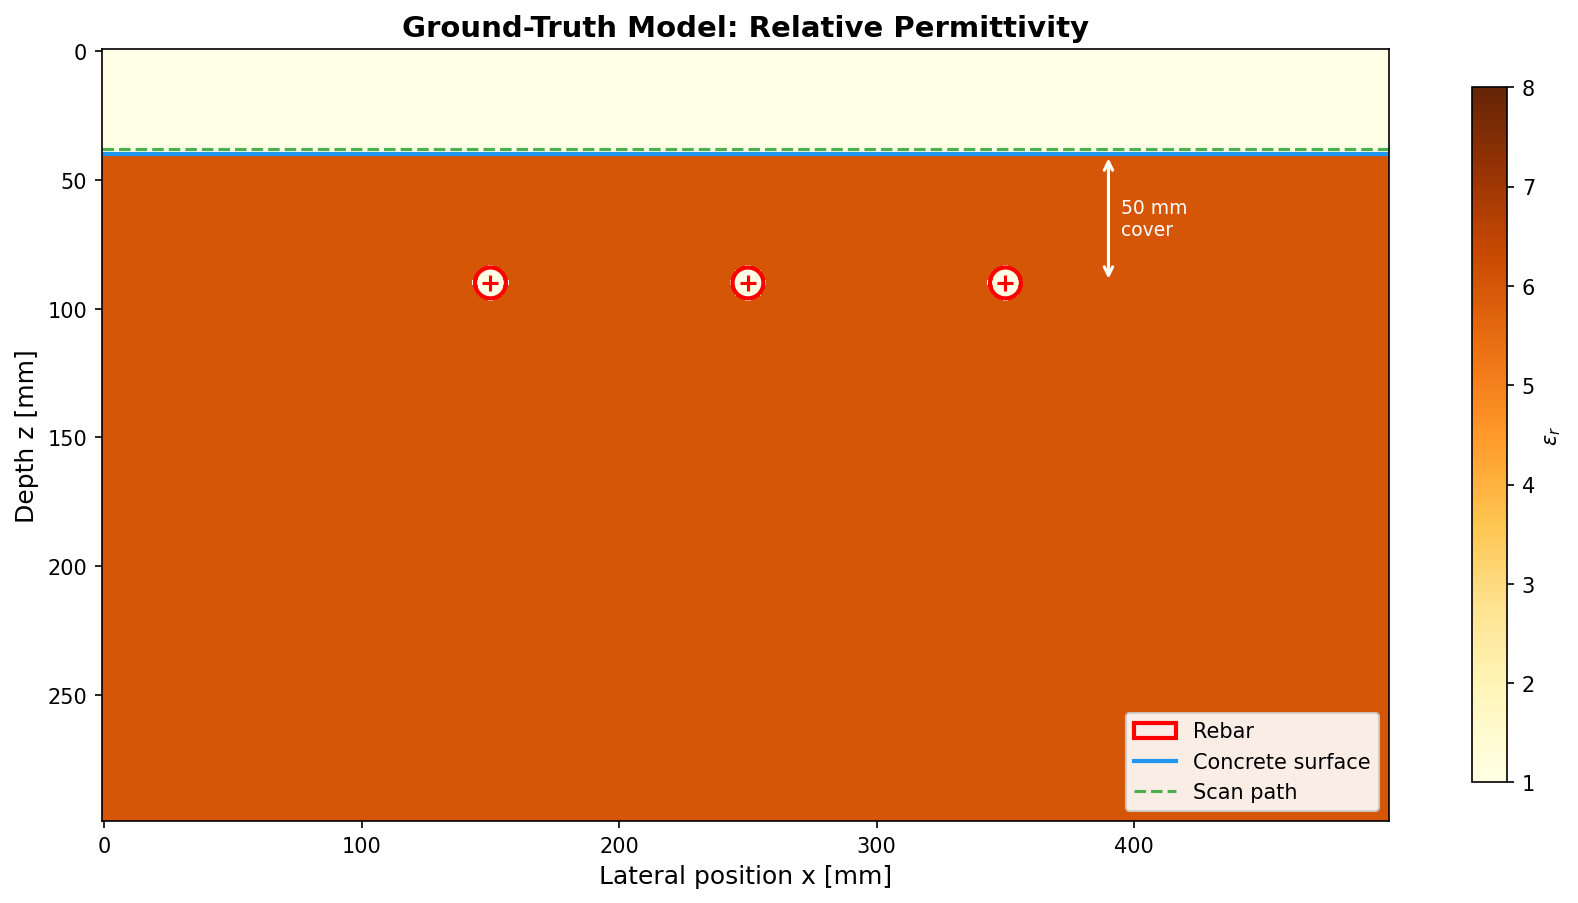 Ground-Truth Model: Relative Permittivity
0
50
100
150
200
250
Depth z [mm]
50 mm
cover
Rebar
Concrete surface
Scan path
0
100
200
300
400
Lateral position x [mm]
8
7
6
5
4
3
2
1
εr